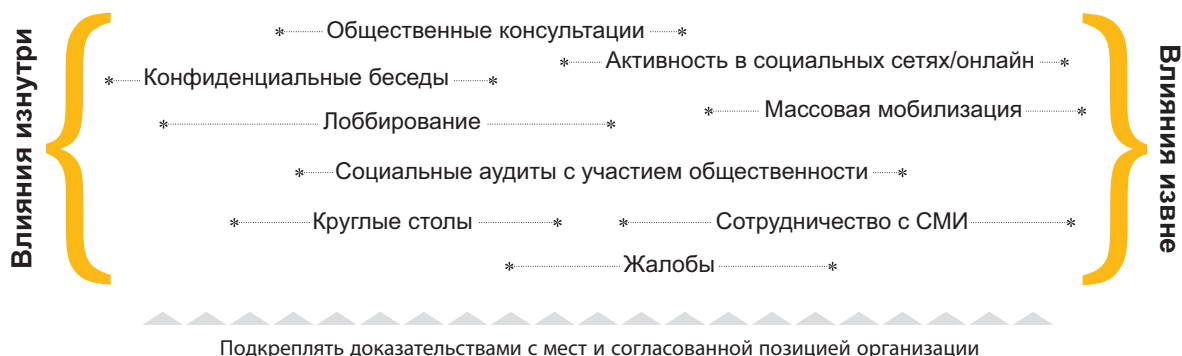 Влияния изнутри
Общественные консультации
Активность в социальных сетях/онлайн
Конфиденциальные беседы
Массовая мобилизация
Лоббирование
Социальные аудиты с участием общественности
Круглые столы
Сотрудничество с СМИ
Жалобы
Влияния извне
Подкреплять доказательствами с мест и согласованной позицией организации